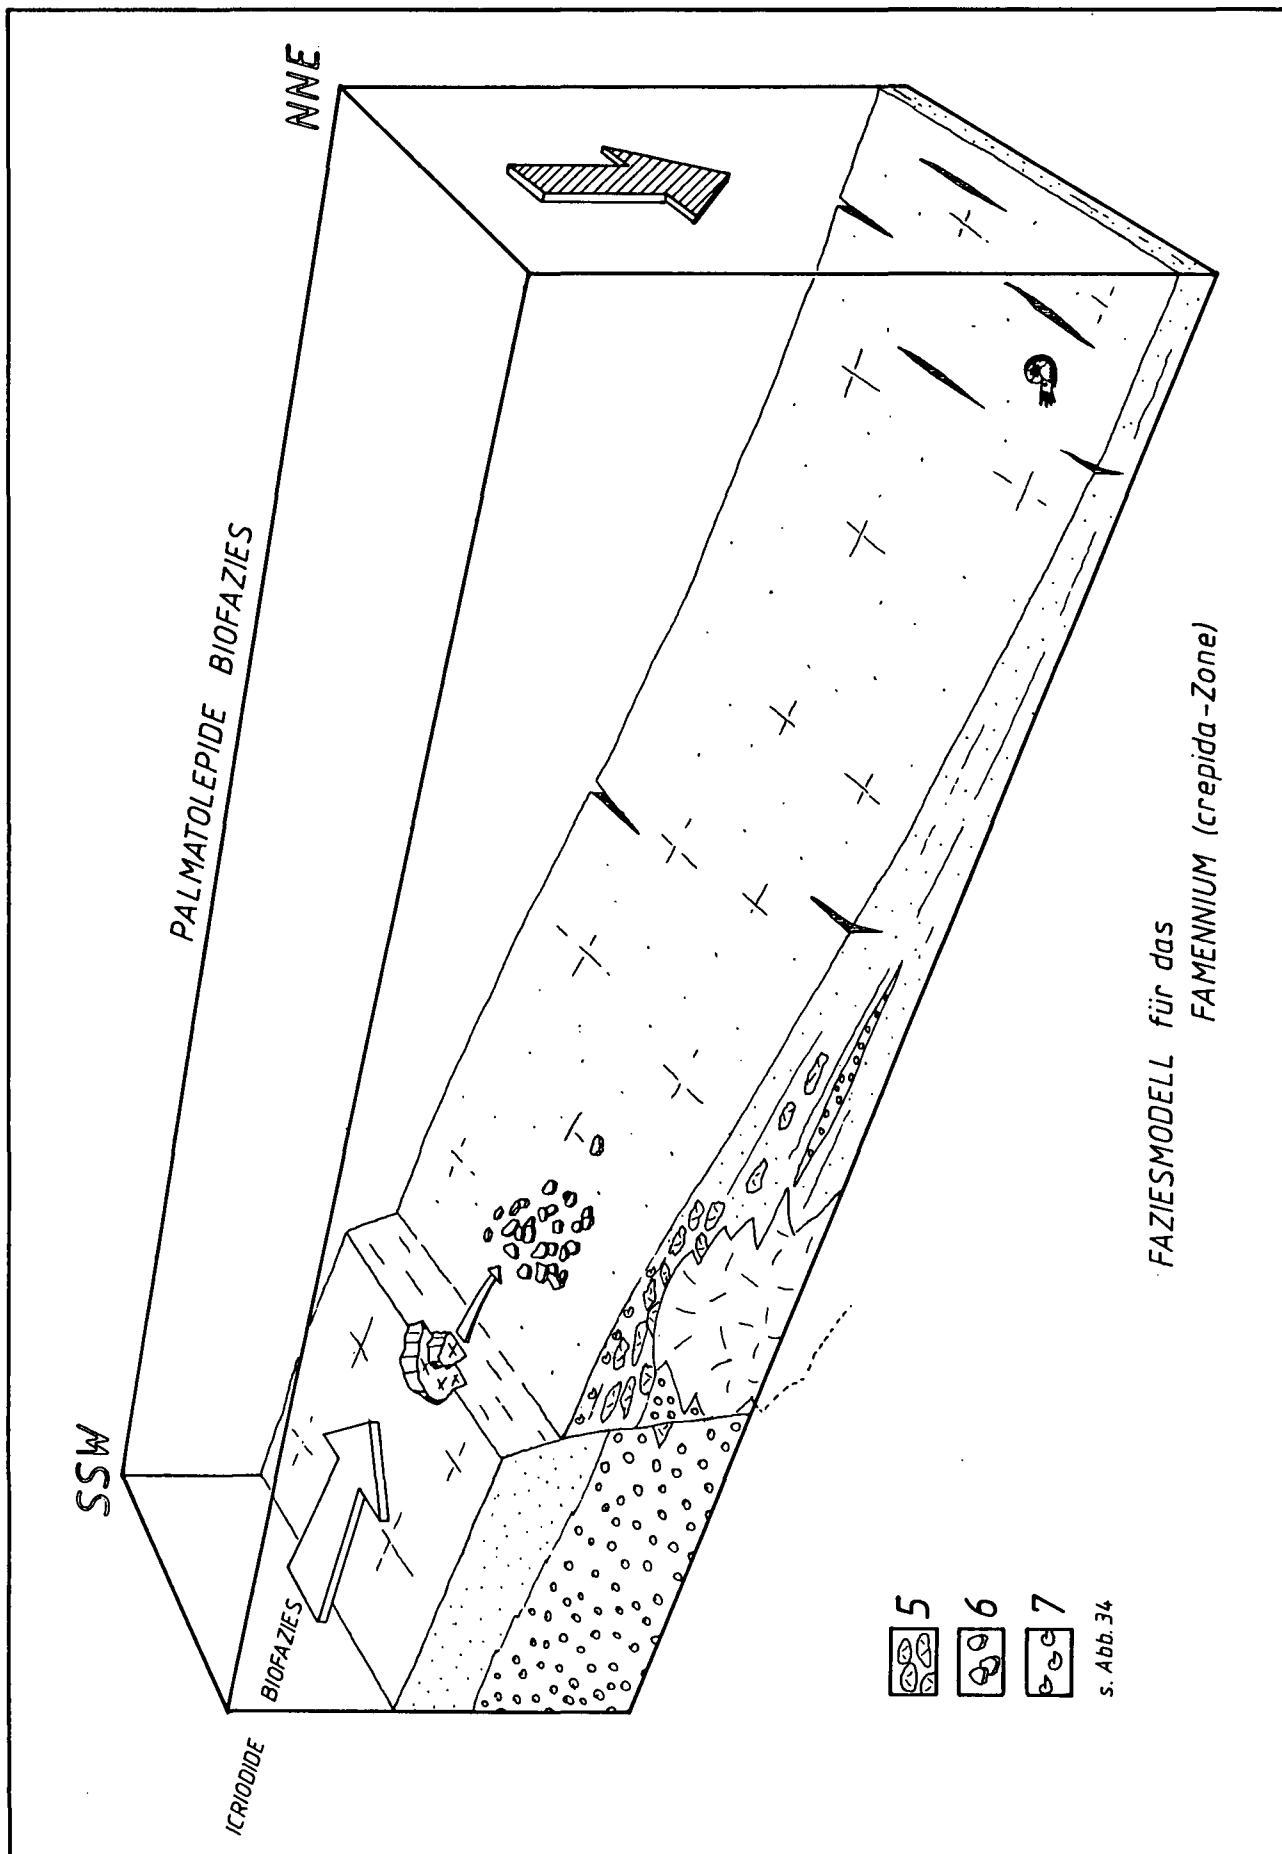 SSW
NNE
PALMATOLEPIDE BIOFAZIES
ICRIODIDE BIOFAZIES
5
6
7
s. Abb. 34
FAZIESMODELL für das
FAMENNIUM (crepida-Zone)